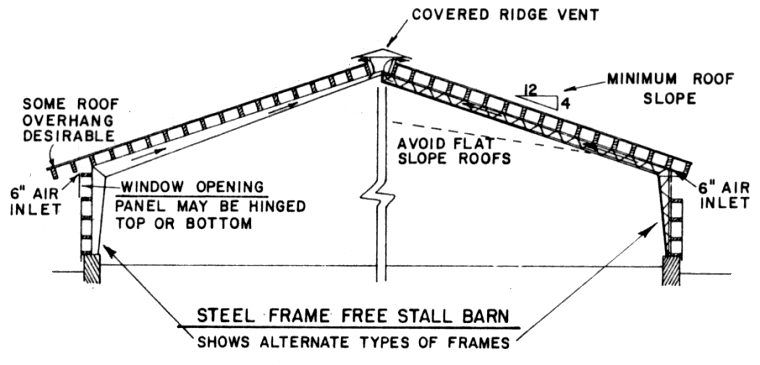 COVERED RIDGE VENT
12
4
MINIMUM ROOF
SLOPE
SOME ROOF
OVERHANG
DESIRABLE
AVOID FLAT
SLOPE ROOFS
6" AIR
INLET
WINDOW OPENING
PANEL MAY BE HINGED
TOP OR BOTTOM
6" AIR
INLET
STEEL FRAME FREE STALL BARN
SHOWS ALTERNATE TYPES OF FRAMES